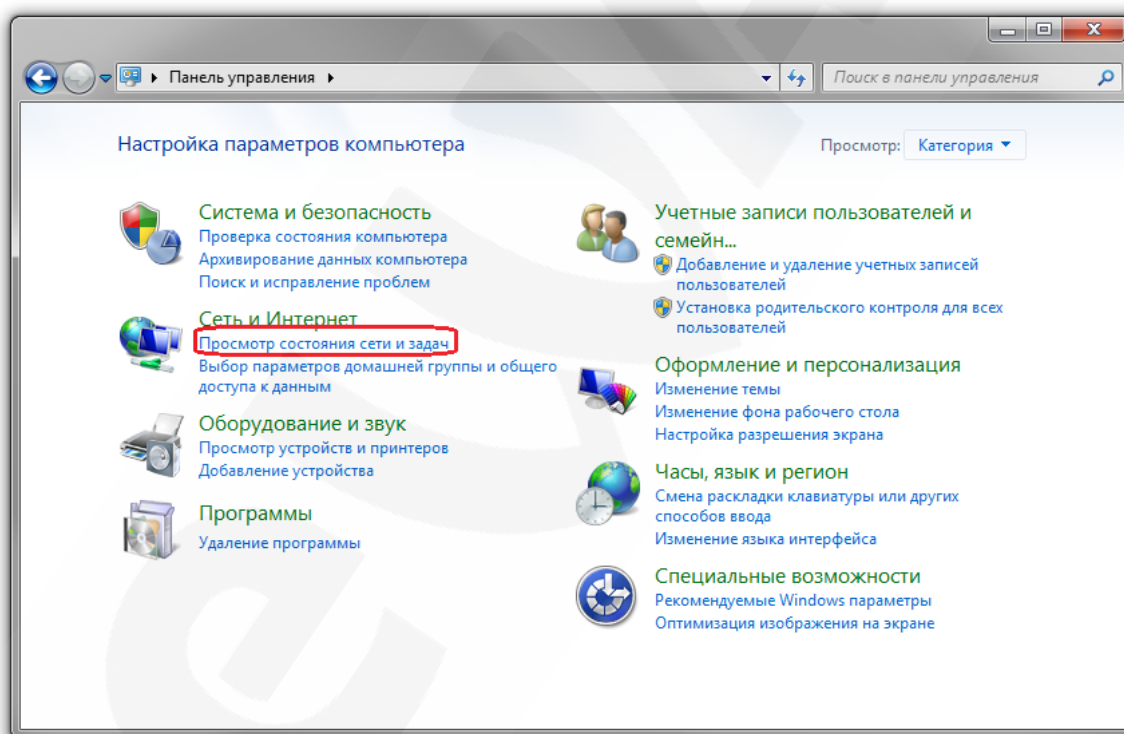 Панель управления
Поиск в панели управления
Настройка параметров компьютера
Просмотр: Категория
Система и безопасность
Проверка состояния компьютера
Архивирование данных компьютера
Поиск и исправление проблем
Сеть и Интернет
Просмотр состояния сети и задач
Выбор параметров домашней группы и общего
доступа к данным
Оборудование и звук
Просмотр устройств и принтеров
Добавление устройства
Программы
Удаление программы
Учетные записи пользователей и
семейн...
Добавление и удаление учетных записей
пользователей
Установка родительского контроля для всех
пользователей
Оформление и персонализация
Изменение темы
Изменение фона рабочего стола
Настройка разрешения экрана
Часы, язык и регион
Смена раскладки клавиатуры или других
способов ввода
Изменение языка интерфейса
Специальные возможности
Рекомендуемые Windows параметры
Оптимизация изображения на экране